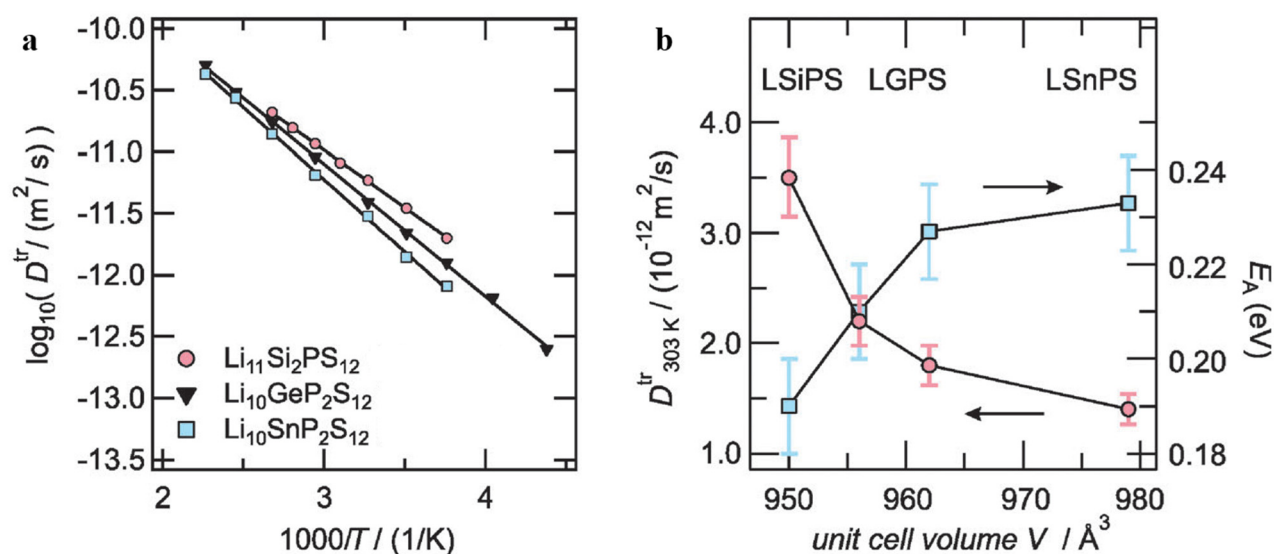 a
-10.0
-10.5
-11.0
-11.5
-12.0
-12.5
-13.0
-13.5
log₁₀(Dᵗʳ / (m²/s))
Li₁₁Si₂PS₁₂
Li₁₀GeP₂S₁₂
Li₁₀SnP₂S₁₂
2 3 4
1000/T / (1/K)
b
LSiPS LGPS LSnPS
4.0
3.0
2.0
1.0
Dᵗʳ₃₀₃ K / (10⁻¹²m²/s)
0.24
0.22
0.20
0.18
E_A (eV)
950 960 970 980
unit cell volume V / Å³